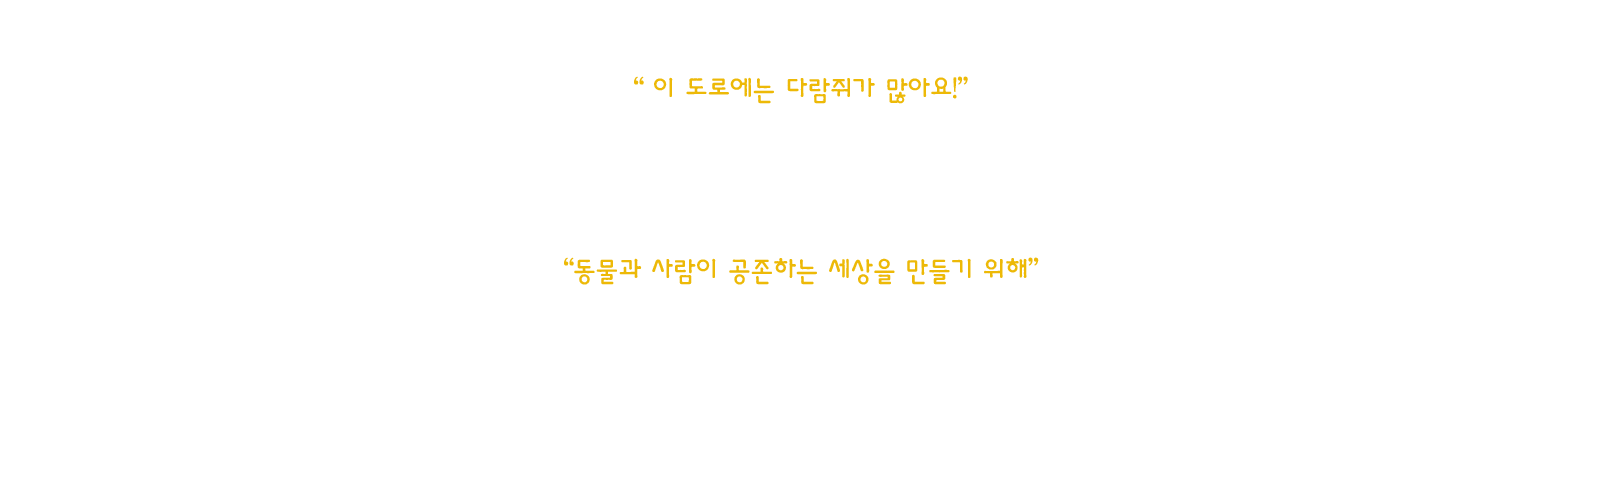 “ 이 도로에는 다람쥐가 많아요!”
“동물과 사람이 공존하는 세상을 만들기 위해”